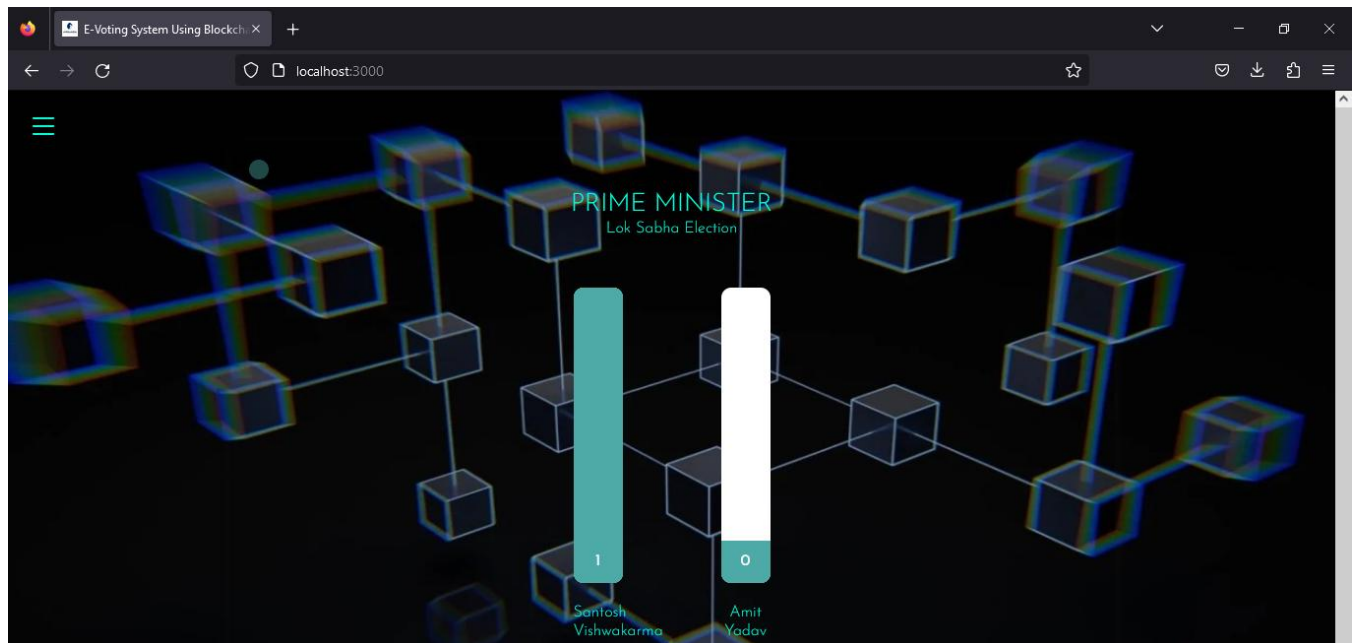 E-Voting System Using Blockch
localhost:3000
PRIME MINISTER
Lok Sabha Election
1
0
Santosh
Vishwakarma
Amit
Yadav